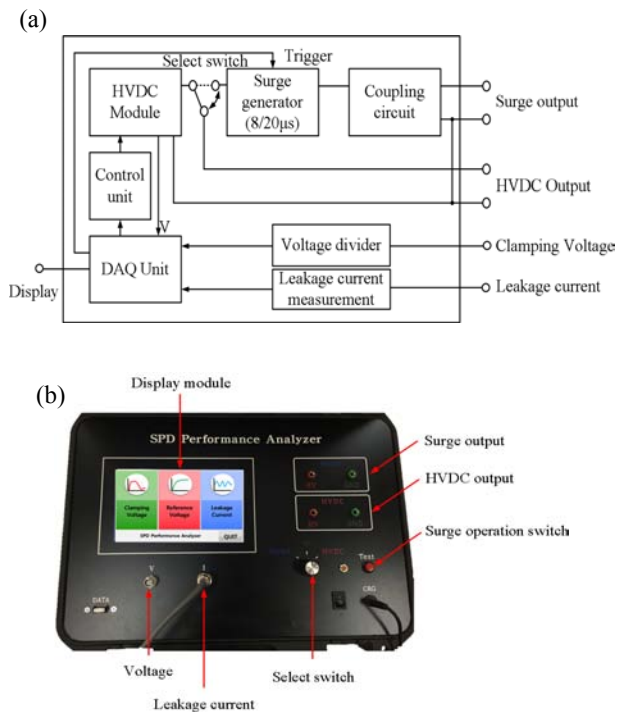 (a)
Select switch
Trigger
HVDC
Module
Surge
generator
(8/20μs)
Coupling
circuit
Surge output
Control
unit
HVDC Output
V
DAQ Unit
Voltage divider
Clamping Voltage
Display
Leakage current
measurement
Leakage current
(b)
Display module
SPD Performance Analyzer
Surge output
HVDC output
Surge operation switch
Clamping
Voltage
Reference
Voltage
Leakage
Current
SPD Performance Analyzer
QUIT
HVDC
HVDC
Test
V
I
DATA
Voltage
Leakage current
Select switch